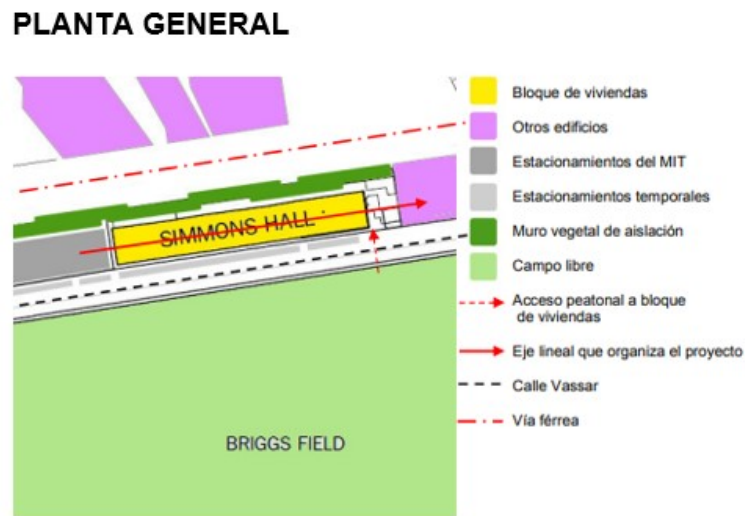 PLANTA GENERAL
SIMMONS HALL
BRIGGS FIELD
Bloque de viviendas
Otros edificios
Estacionamientos del MIT
Estacionamientos temporales
Muro vegetal de aislación
Campo libre
Acceso peatonal a bloque
de viviendas
Eje lineal que organiza el proyecto
Calle Vassar
Vía férrea